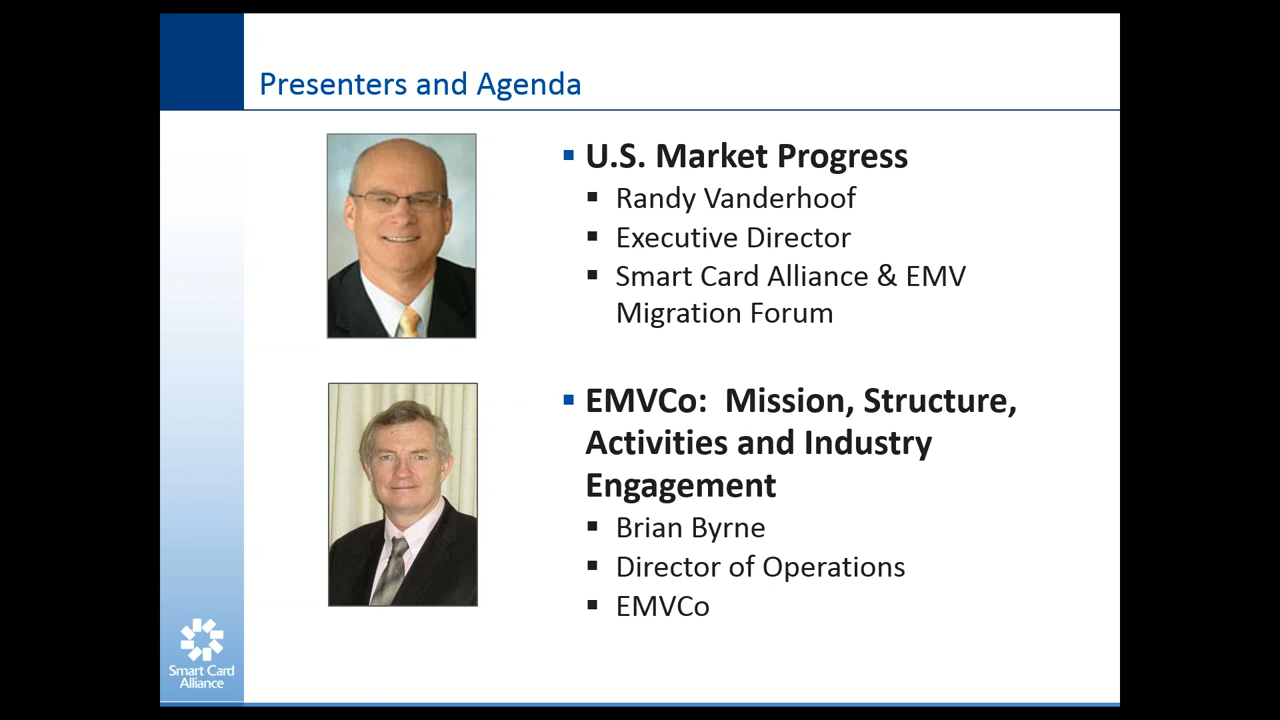 Presenters and Agenda
U.S. Market Progress
Randy Vanderhoof
Executive Director
Smart Card Alliance & EMV
Migration Forum
EMVCo:  Mission, Structure,
Activities and Industry
Engagement
Brian Byrne
Director of Operations
EMVCo
Smart Card
Alliance